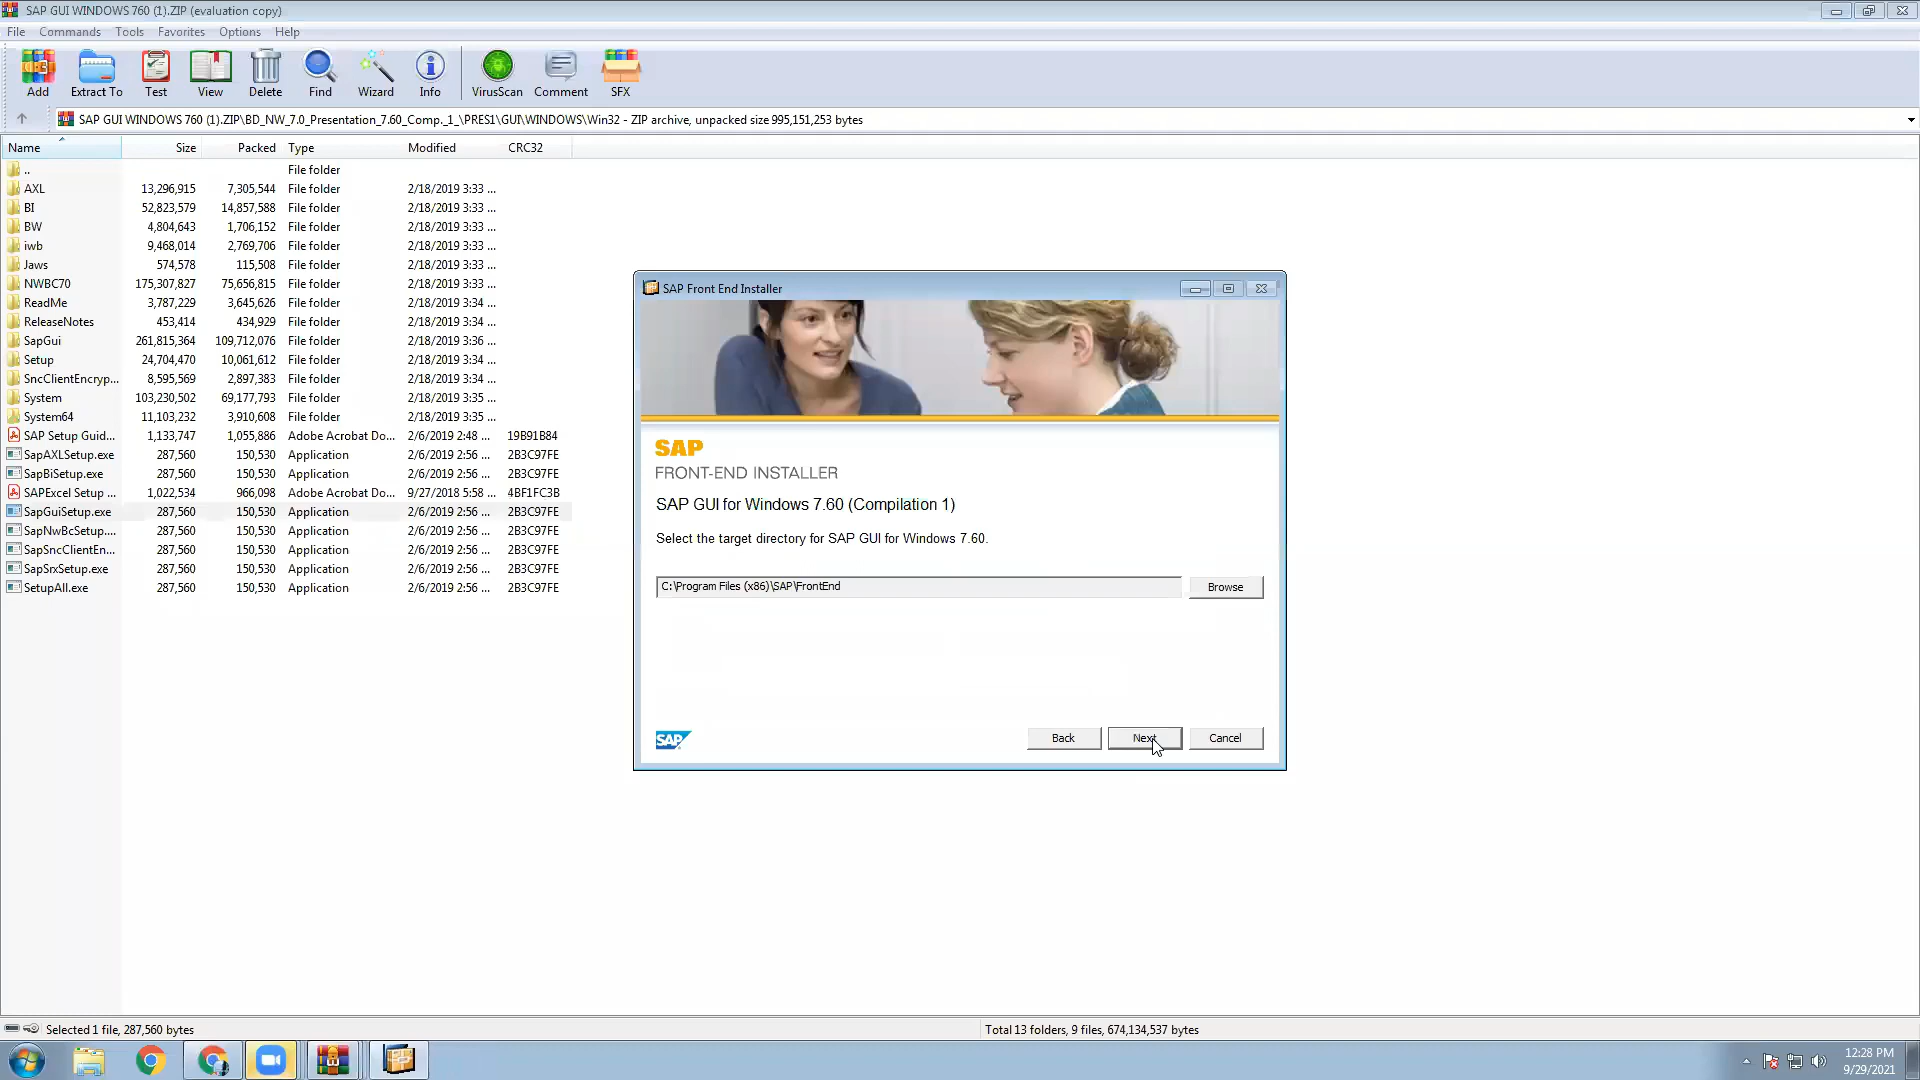 SAP GUI WINDOWS 760 (1).ZIP (evaluation copy)
File Commands Tools Favorites Options Help
Add Extract To Test View Delete Find Wizard Info VirusScan Comment SFX
SAP GUI WINDOWS 760 (1).ZIP\BD_NW_7.0_Presentation_7.60_Comp._1_\PRES1\GUI\WINDOWS\Win32 - ZIP archive, unpacked size 995,151,253 bytes
Name Size Packed Type Modified CRC32
.. File folder
AXL 13,296,915 7,305,544 File folder 2/18/2019 3:33 ...
BI 52,823,579 14,857,588 File folder 2/18/2019 3:33 ...
BW 4,804,643 1,706,152 File folder 2/18/2019 3:33 ...
iwb 9,468,014 2,769,706 File folder 2/18/2019 3:33 ...
Jaws 574,578 115,508 File folder 2/18/2019 3:33 ...
NWBC70 175,307,827 75,656,815 File folder 2/18/2019 3:33 ...
ReadMe 3,787,229 3,645,626 File folder 2/18/2019 3:34 ...
ReleaseNotes 453,414 434,929 File folder 2/18/2019 3:34 ...
SapGui 261,815,364 109,712,076 File folder 2/18/2019 3:36 ...
Setup 24,704,470 10,061,612 File folder 2/18/2019 3:34 ...
SncClientEncryp... 8,595,569 2,897,383 File folder 2/18/2019 3:34 ...
System 103,230,502 69,177,793 File folder 2/18/2019 3:35 ...
System64 11,103,232 3,910,608 File folder 2/18/2019 3:35 ...
SAP Setup Guid... 1,133,747 1,055,886 Adobe Acrobat Do... 2/6/2019 2:48 ... 19B91B84
SapAXLSetup.exe 287,560 150,530 Application 2/6/2019 2:56 ... 2B3C97FE
SapBiSetup.exe 287,560 150,530 Application 2/6/2019 2:56 ... 2B3C97FE
SAPExcel Setup ... 1,022,534 966,098 Adobe Acrobat Do... 9/27/2018 5:58 ... 4BF1FC3B
SapGuiSetup.exe 287,560 150,530 Application 2/6/2019 2:56 ... 2B3C97FE
SapNwBcSetup.... 287,560 150,530 Application 2/6/2019 2:56 ... 2B3C97FE
SapSncClientEn... 287,560 150,530 Application 2/6/2019 2:56 ... 2B3C97FE
SapSrxSetup.exe 287,560 150,530 Application 2/6/2019 2:56 ... 2B3C97FE
SetupAll.exe 287,560 150,530 Application 2/6/2019 2:56 ... 2B3C97FE
SAP Front End Installer
SAP
FRONT-END INSTALLER
SAP GUI for Windows 7.60 (Compilation 1)
Select the target directory for SAP GUI for Windows 7.60.
C:\Program Files (x86)\SAP\FrontEnd
Browse
SAP
Back Next Cancel
Selected 1 file, 287,560 bytes
Total 13 folders, 9 files, 674,134,537 bytes
12:28 PM
9/29/2021